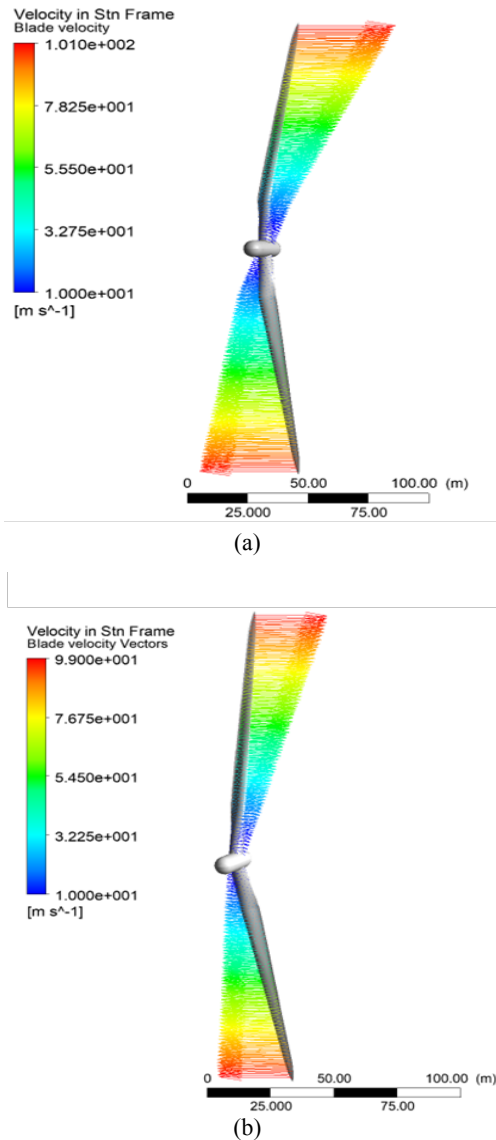 Velocity in Stn Frame
Blade velocity
1.010e+002
7.825e+001
5.550e+001
3.275e+001
1.000e+001
[m s^-1]
0 50.00 100.00 (m)
25.000 75.00
(a)
Velocity in Stn Frame
Blade velocity Vectors
9.900e+001
7.675e+001
5.450e+001
3.225e+001
1.000e+001
[m s^-1]
0 50.00 100.00 (m)
25.000 75.00
(b)